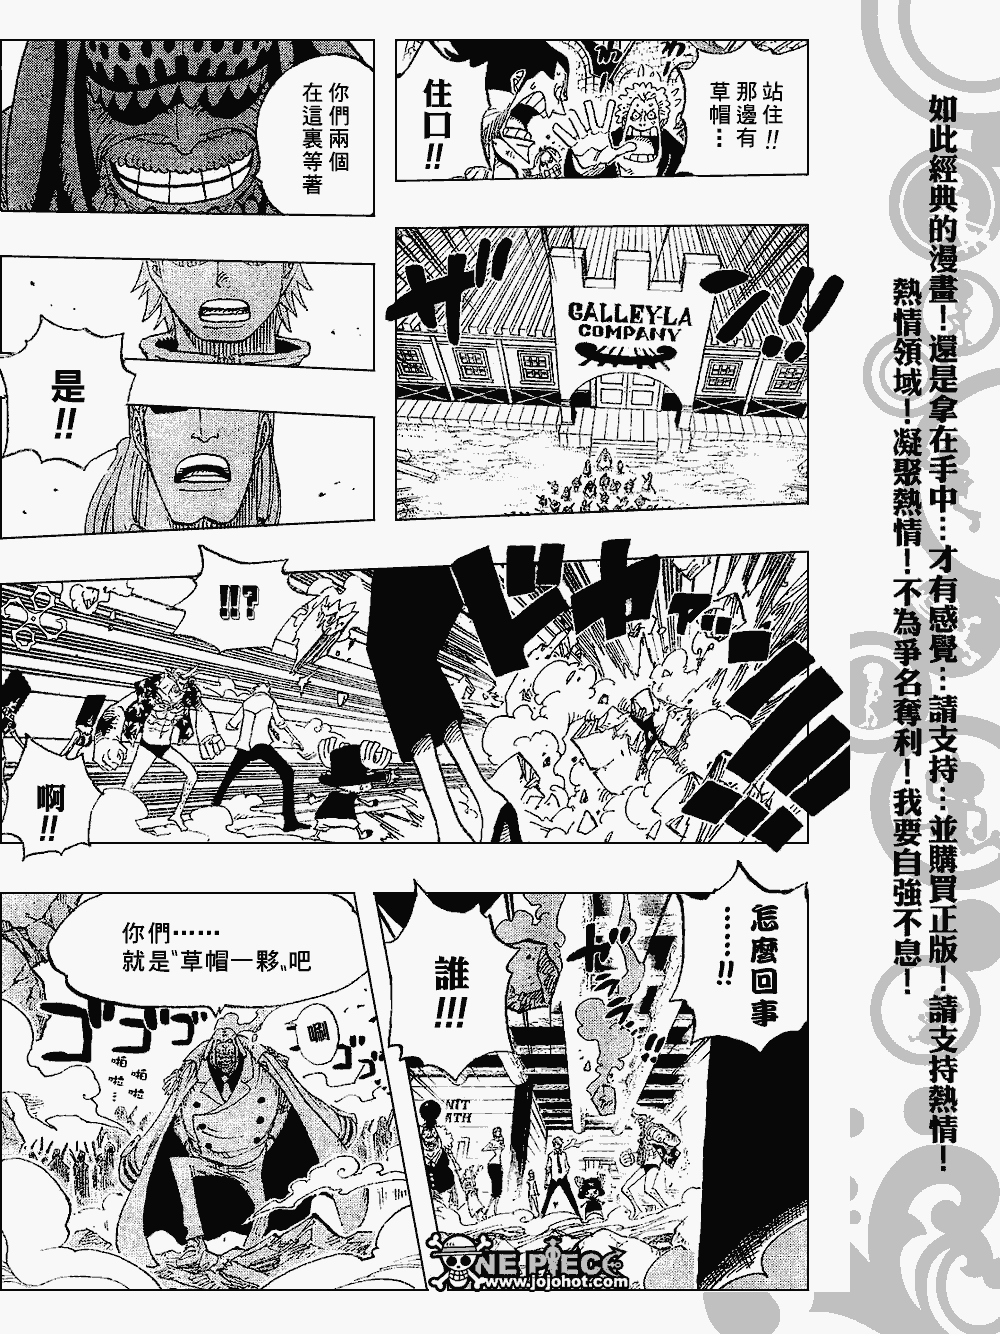 站住!!
那邊有
草帽…
住口!!
你們兩個
在這裏等著
GALLEY-LA
COMPANY
是!!
!!?
啊!!
怎麼回事
……!!
誰!!!
你們……
就是〝草帽一夥〟吧
唰
啪
啦
啪
啦
…
ゴゴゴ
ゴゴ
ONE PIECE
www.jojohot.com
如此經典的漫畫！還是拿在手中…才有感覺…請支持…並購買正版！請支持熱情！
熱情領域！凝聚熱情！不為爭名奪利！我要自強不息！